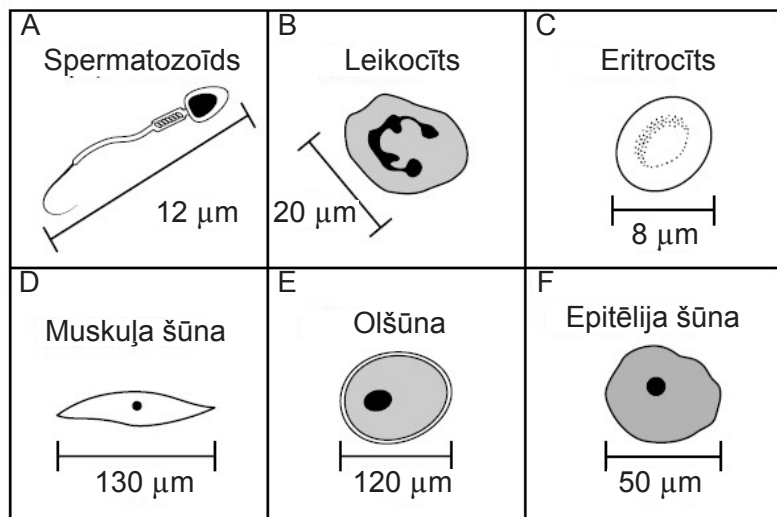 A
Spermatozoīds
12 μm
B
Leikocīts
20 μm
C
Eritrocīts
8 μm
D
Muskuļa šūna
130 μm
E
Olšūna
120 μm
F
Epitēlija šūna
50 μm